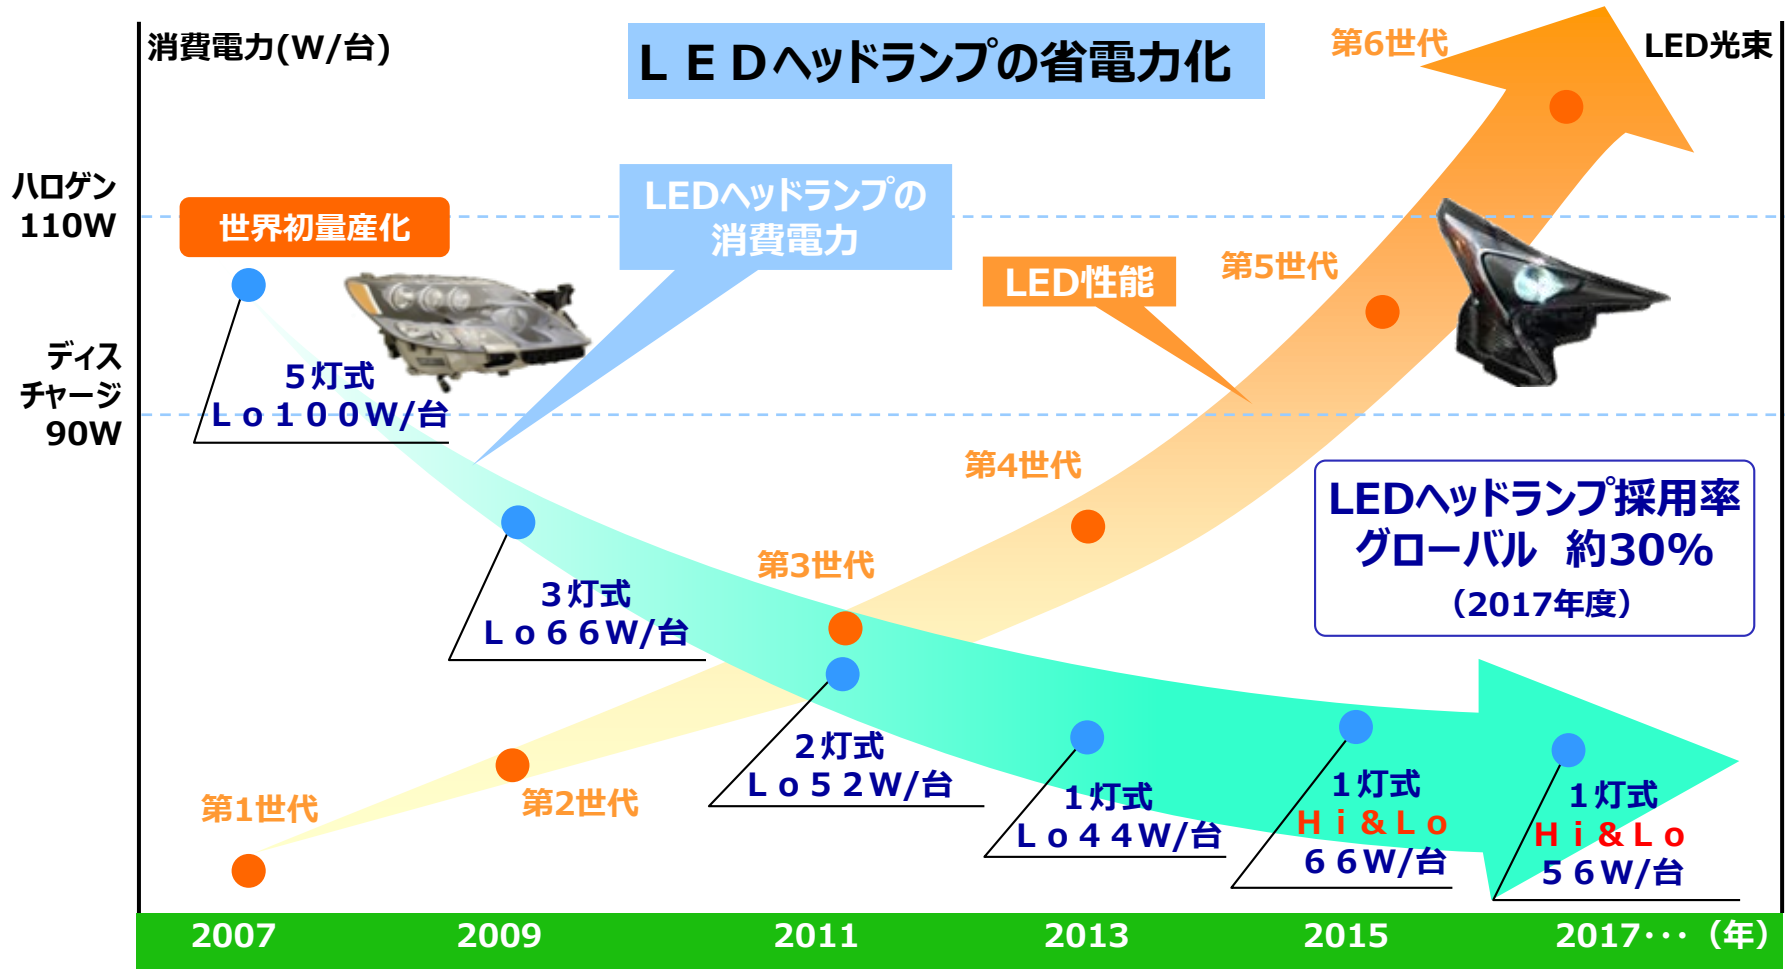 消費電力(W/台)
ＬＥＤヘッドランプの省電力化
第6世代
LED光束
ハロゲン
110W
世界初量産化
LEDヘッドランプの
消費電力
LED性能
第5世代
ディス
チャージ
90W
５灯式
Ｌｏ１００W/台
第4世代
LEDヘッドランプ採用率
グローバル　約30%
（2017年度）
第3世代
３灯式
Ｌｏ６６W/台
２灯式
Ｌｏ５２W/台
第1世代
第2世代
１灯式
Ｌｏ４４W/台
１灯式
Ｈｉ＆Ｌｏ
６６W/台
１灯式
Ｈｉ＆Ｌｏ
５６W/台
2007 2009 2011 2013 2015 2017･･･（年）